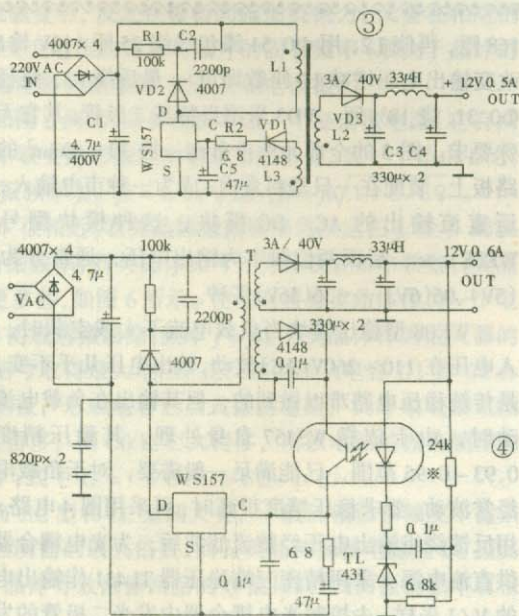 ③
4007×4
R1
C2
220VAC
IN
100k
2200p
4007
VD2
L1
3A
40V
33μH
+12V0.5A
OUT
VD3
L2
D
WS157
C
R2
VD1
C1
4.7μ
400V
6.8
4148
S
C5
47μ
L3
C3
C4
330μ×2
4007×
4.7μ
VAC
100k
2200p
4007
T
3A/40V
33μH
12V0.6A
OUT
330μ×2
4148
0.1μ
④
820p×2
24k
※
WS157
D
C
S
0.1μ
6.8
47μ
TL
431
0.1μ
6.8k